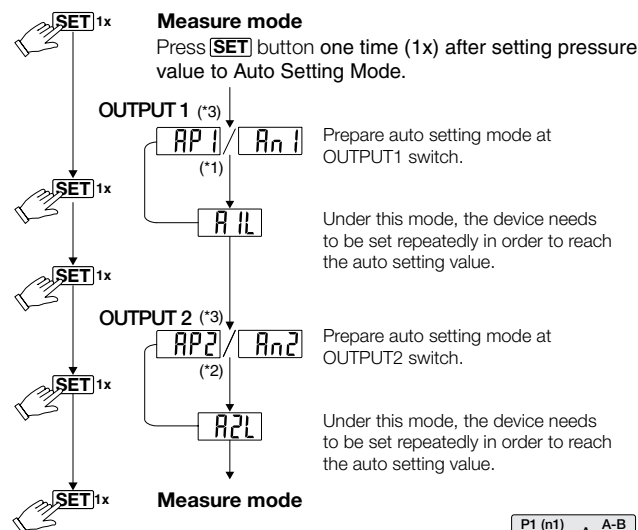 SET 1x
Measure mode
Press SET button one time (1x) after setting pressure
value to Auto Setting Mode.
OUTPUT 1 (*3)
AP1 / An1
(*1)
Prepare auto setting mode at
OUTPUT1 switch.
SET 1x
A1L
Under this mode, the device needs
to be set repeatedly in order to reach
the auto setting value.
SET 1x
OUTPUT 2 (*3)
AP2 / An2
(*2)
Prepare auto setting mode at
OUTPUT2 switch.
SET 1x
A2L
Under this mode, the device needs
to be set repeatedly in order to reach
the auto setting value.
SET 1x
Measure mode
P1 (n1)
A-B